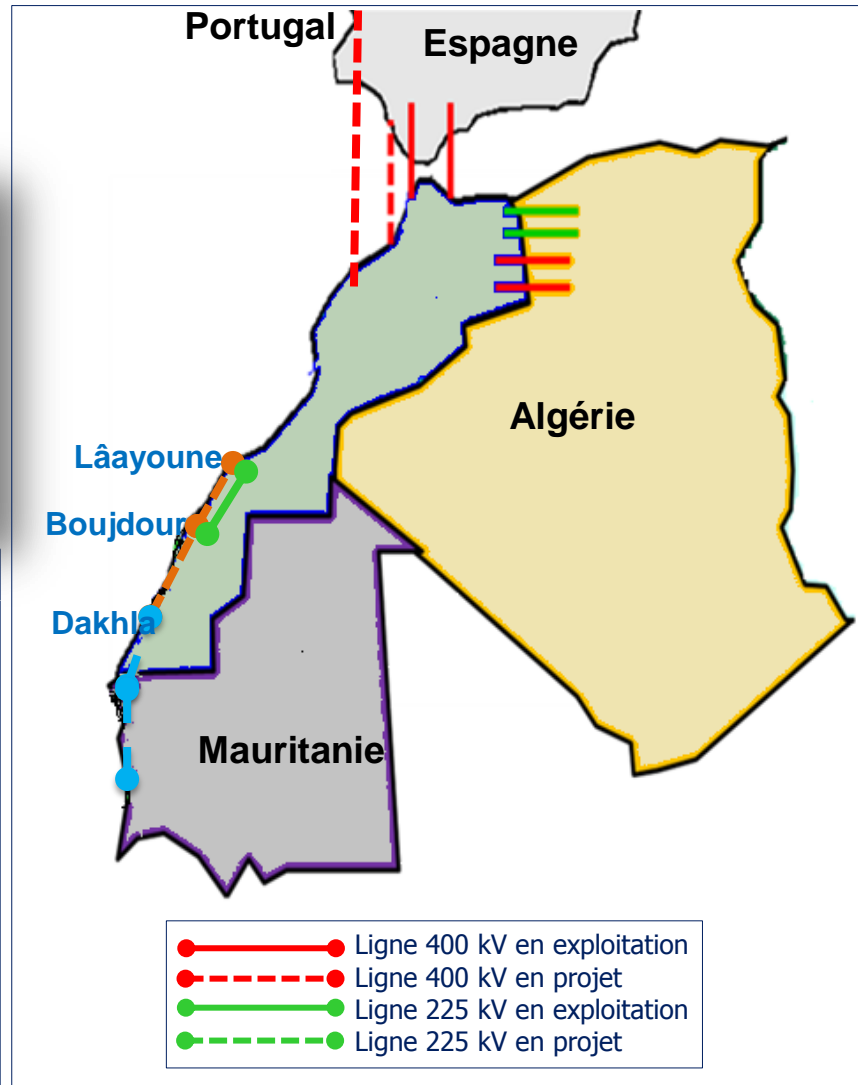 Portugal
Espagne
Algérie
Lâayoune
Boujdour
Dakhla
Mauritanie
Ligne 400 kV en exploitation
Ligne 400 kV en projet
Ligne 225 kV en exploitation
Ligne 225 kV en projet